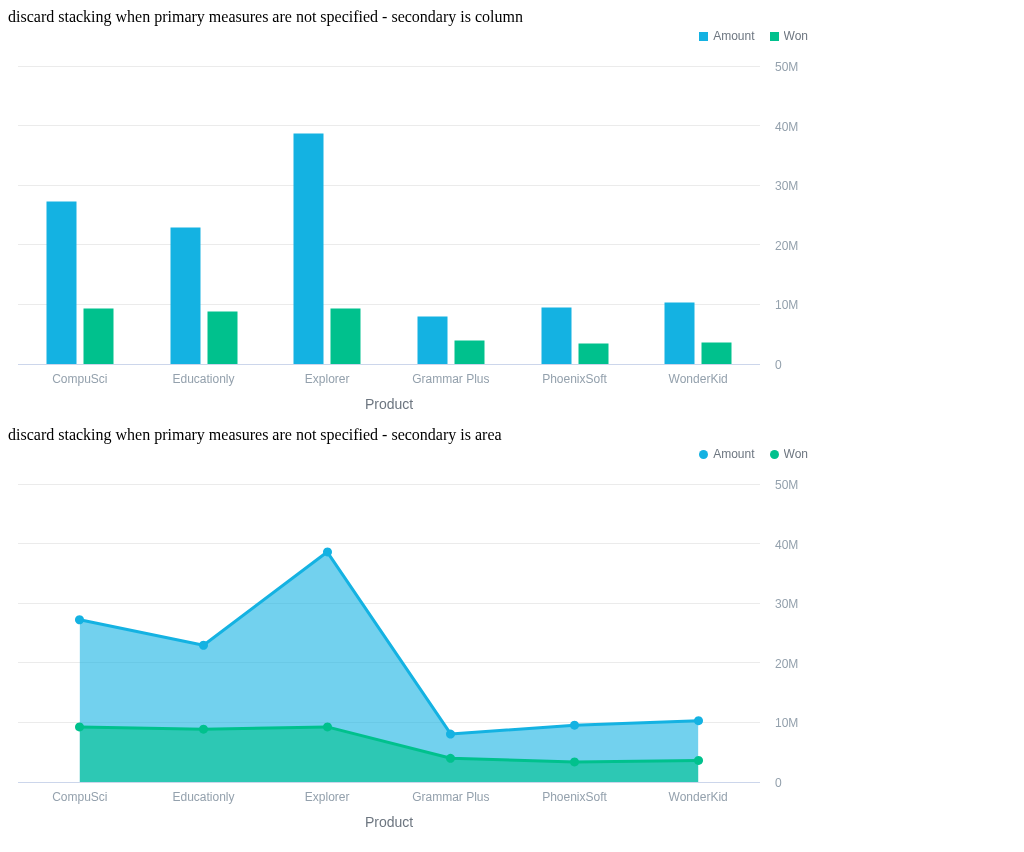 discard stacking when primary measures are not specified - secondary is column
Amount Won
50M
40M
30M
20M
10M
0
CompuSci Educationly Explorer Grammar Plus PhoenixSoft WonderKid
Product
discard stacking when primary measures are not specified - secondary is area
Amount Won
50M
40M
30M
20M
10M
0
CompuSci Educationly Explorer Grammar Plus PhoenixSoft WonderKid
Product